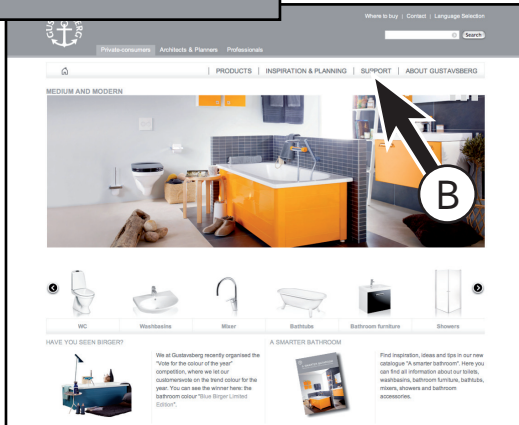 Where to buy | Contact | Language Selection
GUSTAVSBERG
Search
Private-consumers Architects & Planners Professionals
PRODUCTS | INSPIRATION & PLANNING | SUPPORT | ABOUT GUSTAVSBERG
MEDIUM AND MODERN
B
WC Washbasins Mixer Bathtubs Bathroom furniture Showers
HAVE YOU SEEN BIRGER?
We at Gustavsberg recently organised the
"Vote for the colour of the year"
competition, where we let our
customersvote on the trend colour for the
year. You can see the winner here: the
bathroom colour "Blue Birger Limited
Edition".
A SMARTER BATHROOM
Find inspiration, ideas and tips in our new
catalogue "A smarter bathroom". Here you
can find all information about our toilets,
washbasins, bathroom furniture, bathtubs,
mixers, showers and bathroom
accessories.